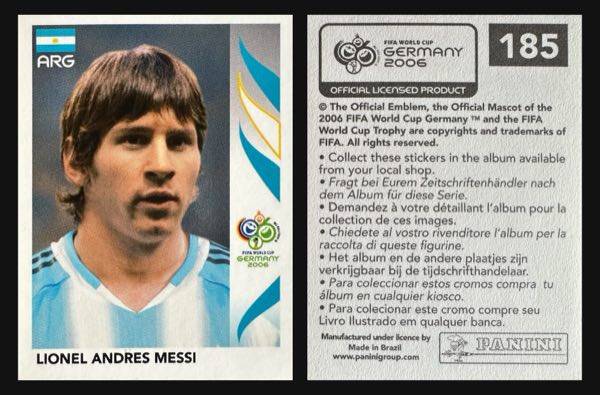 ARG
FIFA WORLD CUP
GERMANY
2006
LIONEL ANDRES MESSI
FIFA WORLD CUP
GERMANY
2006
OFFICIAL LICENSED PRODUCT
185
© The Official Emblem, the Official Mascot of the
2006 FIFA World Cup Germany ™ and the FIFA
World Cup Trophy are copyrights and trademarks of
FIFA. All rights reserved.
• Collect these stickers in the album available
from your local shop.
• Fragt bei Eurem Zeitschriftenhändler nach
dem Album für diese Serie.
• Demandez à votre détaillant l'album pour la
collection de ces images.
• Chiedete al vostro rivenditore l'album per la
raccolta di queste figurine.
• Het album en de andere plaatjes zijn
verkrijgbaar bij de tijdschrifthandelaar.
• Para coleccionar estos cromos compra tu
álbum en cualquier kiosco.
• Para colecionar este cromo compre seu
Livro Ilustrado em qualquer banca.
Manufactured under licence by
Made in Brazil
www.paninigroup.com
PANINI